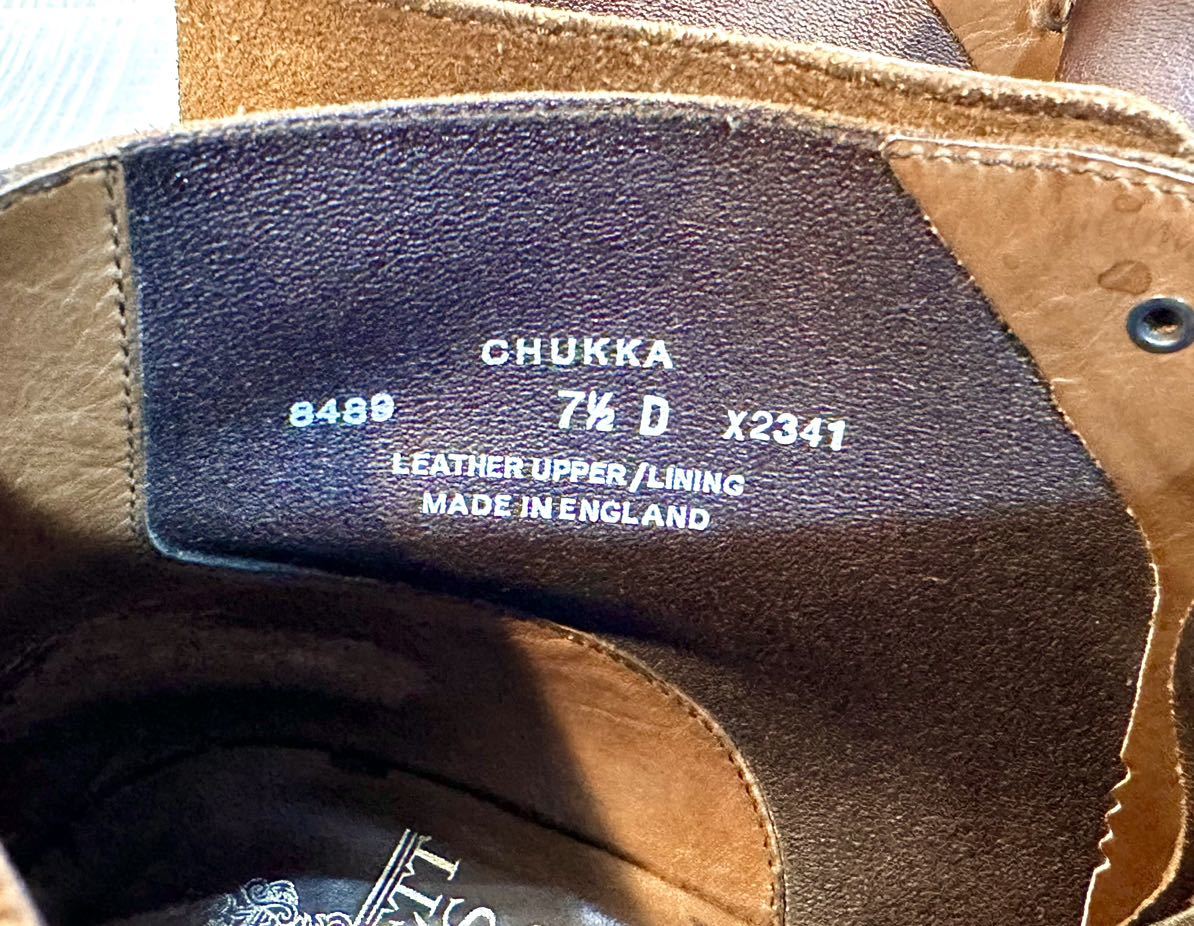 CHUKKA
8489 7½ D X2341
LEATHER UPPER/LINING
MADE IN ENGLAND